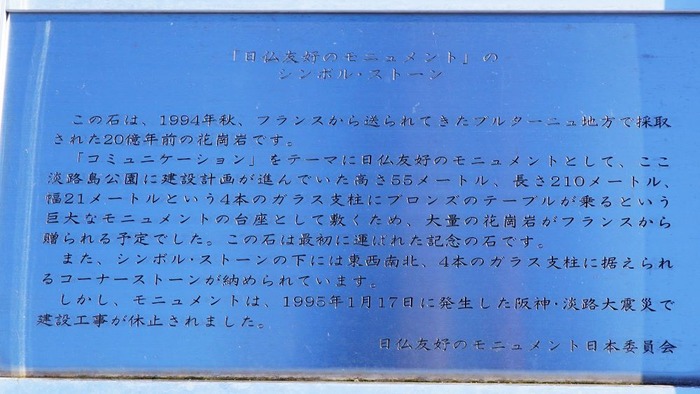 「日仏友好のモニュメント」の
シンボル・ストーン
この石は、1994年秋、フランスから送られてきたブルターニュ地方で採取
された20億年前の花崗岩です。
「コミュニケーション」をテーマに日仏友好のモニュメントとして、ここ
淡路島公園に建設計画が進んでいた高さ55メートル、長さ210メートル、
幅21メートルという4本のガラス支柱にブロンズのテーブルが乗るという
巨大なモニュメントの台座として敷くため、大量の花崗岩がフランスから
贈られる予定でした。この石は最初に運ばれた記念の石です。
また、シンボル・ストーンの下には東西南北、4本のガラス支柱に据えられ
るコーナーストーンが納められています。
しかし、モニュメントは、1995年1月17日に発生した阪神・淡路大震災で
建設工事が休止されました。
日仏友好のモニュメント日本委員会